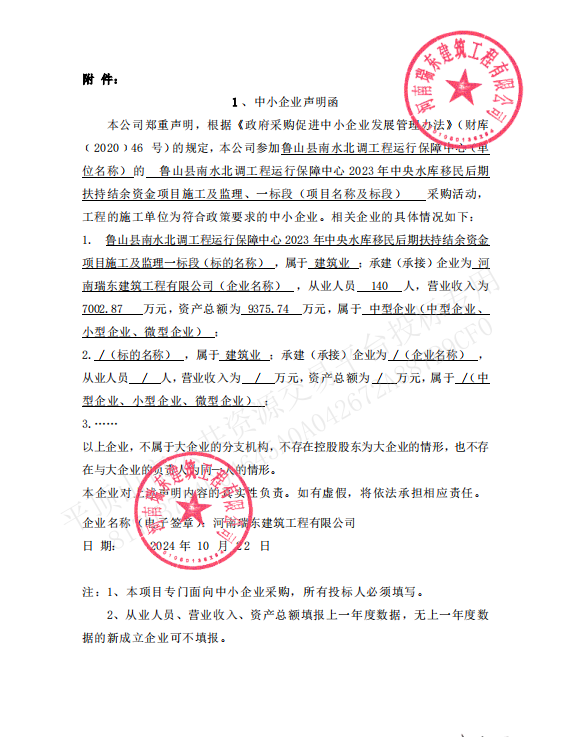 附 件：
1 、中小企业声明函
本公司郑重声明，根据《政府采购促进中小企业发展管理办法》（财库
﹝2020﹞46 号)的规定，本公司参加鲁山县南水北调工程运行保障中心（单
位名称）的 鲁山县南水北调工程运行保障中心 2023 年中央水库移民后期
扶持结余资金项目施工及监理、一标段（项目名称及标段） 采购活动，
工程的施工单位为符合政策要求的中小企业。相关企业的具体情况如下：
1. 鲁山县南水北调工程运行保障中心 2023 年中央水库移民后期扶持结余资金
项目施工及监理一标段（标的名称） ，属于 建筑业 ；承建（承接）企业为 河
南瑞东建筑工程有限公司（企业名称） ，从业人员 140 人，营业收入为
7002.87 万元，资产总额为 9375.74 万元，属于 中型企业（中型企业、
小型企业、微型企业） ；
2. /（标的名称） ，属于 建筑业 ；承建（承接）企业为 /（企业名称） ，
从业人员 / 人，营业收入为 / 万元，资产总额为 / 万元，属于 /（中
型企业、小型企业、微型企业） ；
3.……
以上企业，不属于大企业的分支机构，不存在控股股东为大企业的情形，也不存
在与大企业的负责人为同一人的情形。
本企业对上述声明内容的真实性负责。如有虚假，将依法承担相应责任。
企业名称（电子签章）：河南瑞东建筑工程有限公司
日 期： 2024 年 10 月 22 日
注：1、本项目专门面向中小企业采购，所有投标人必须填写。
2、从业人员、营业收入、资产总额填报上一年度数据，无上一年度数
据的新成立企业可不填报。
河南瑞东建筑工程有限公司
河南瑞东建筑工程有限公司